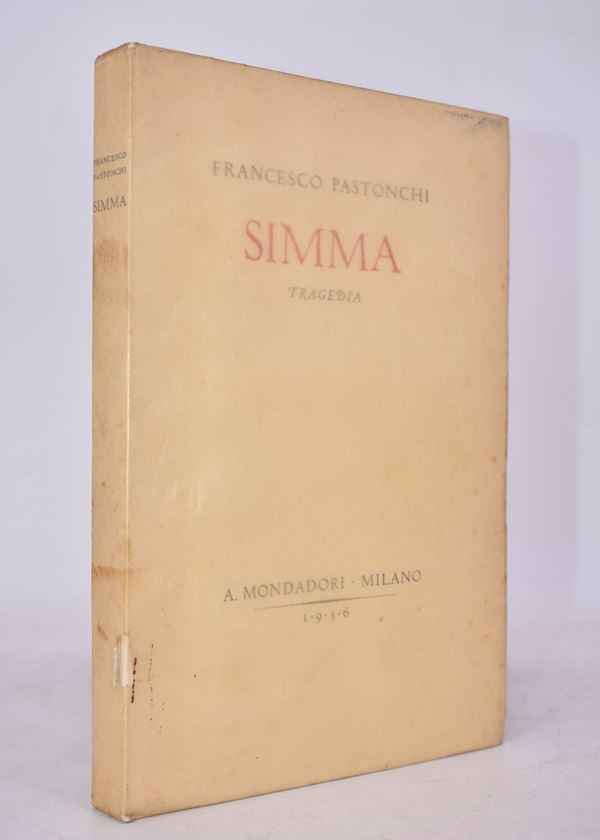 FRANCESCO
PASTONCHI
SIMMA
FRANCESCO PASTONCHI
SIMMA
TRAGEDIA
A. MONDADORI · MILANO
1·9·3·6